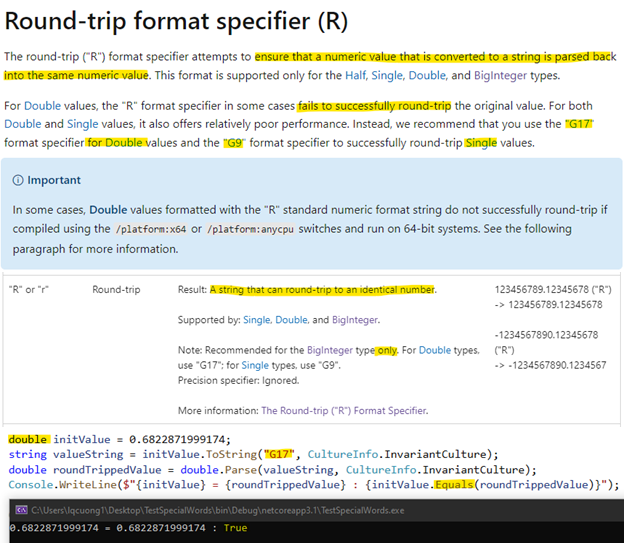 Round-trip format specifier (R)
The round-trip ("R") format specifier attempts to ensure that a numeric value that is converted to a string is parsed back
into the same numeric value. This format is supported only for the Half, Single, Double, and BigInteger types.
For Double values, the "R" format specifier in some cases fails to successfully round-trip the original value. For both
Double and Single values, it also offers relatively poor performance. Instead, we recommend that you use the "G17"
format specifier for Double values and the "G9" format specifier to successfully round-trip Single values.
Important
In some cases, Double values formatted with the "R" standard numeric format string do not successfully round-trip if
compiled using the /platform:x64 or /platform:anycpu switches and run on 64-bit systems. See the following
paragraph for more information.
"R" or "r"
Round-trip
Result: A string that can round-trip to an identical number.
Supported by: Single, Double, and BigInteger.
Note: Recommended for the BigInteger type only. For Double types,
use "G17"; for Single types, use "G9".
Precision specifier: Ignored.
More information: The Round-trip ("R") Format Specifier.
123456789.12345678 ("R")
-> 123456789.12345678
-1234567890.12345678
("R")
-> -1234567890.1234567
double initValue = 0.6822871999174;
string valueString = initValue.ToString("G17", CultureInfo.InvariantCulture);
double roundTrippedValue = double.Parse(valueString, CultureInfo.InvariantCulture);
Console.WriteLine($"{initValue} = {roundTrippedValue} : {initValue.Equals(roundTrippedValue)}");
C:\Users\lqcuong1\Desktop\TestSpecialWords\bin\Debug\netcoreapp3.1\TestSpecialWords.exe
0.6822871999174 = 0.6822871999174 : True